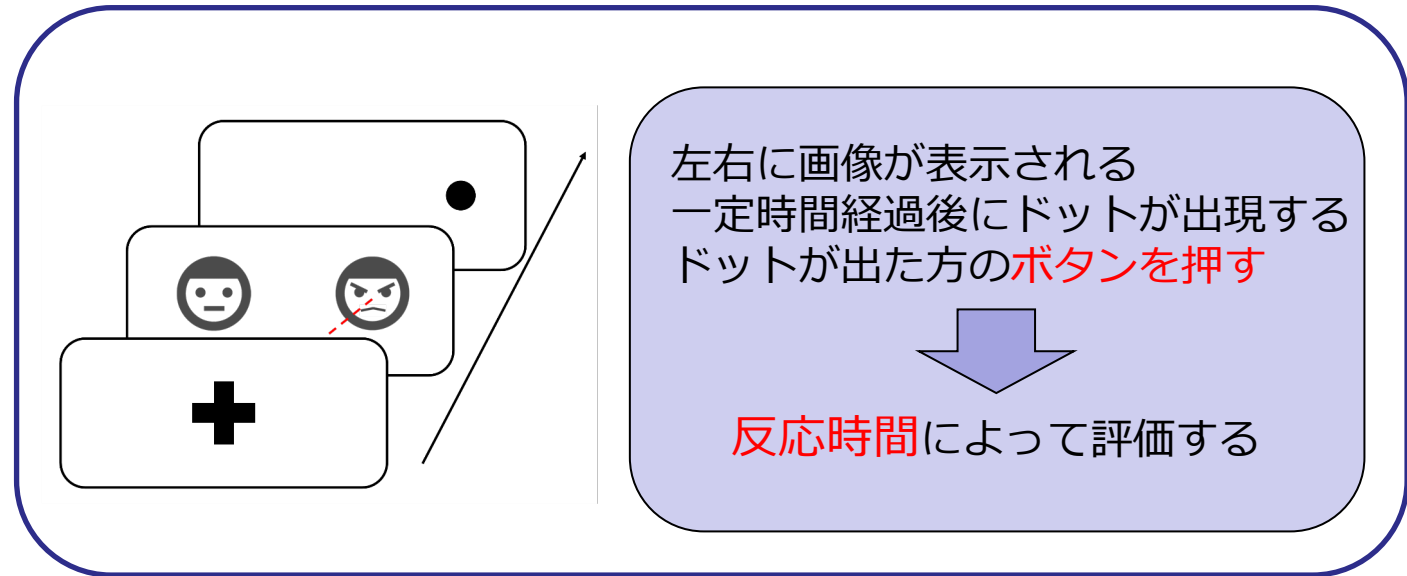 左右に画像が表示される
一定時間経過後にドットが出現する
ドットが出た方のボタンを押す
反応時間によって評価する